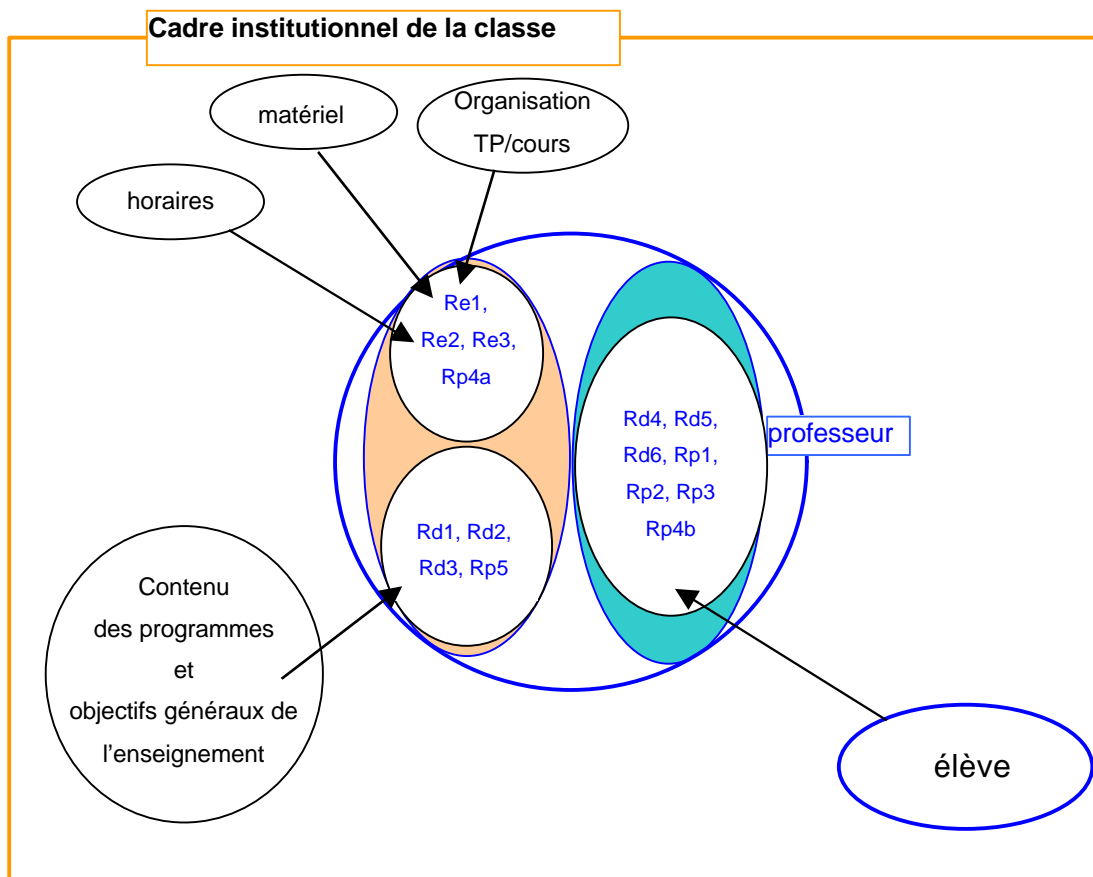 Cadre institutionnel de la classe
matériel
Organisation
TP/cours
horaires
Re1,
Re2, Re3,
Rp4a
Rd4, Rd5,
Rd6, Rp1,
Rp2, Rp3
Rp4b
professeur
Rd1, Rd2,
Rd3, Rp5
Contenu
des programmes
et
objectifs généraux de
l’enseignement
élève